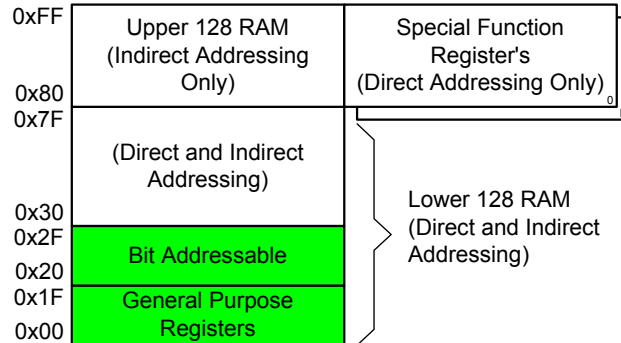 0xFF
Upper 128 RAM
(Indirect Addressing
Only)
0x80
Special Function
Register's
(Direct Addressing Only)
0
0x7F
(Direct and Indirect
Addressing)
0x30
Lower 128 RAM
(Direct and Indirect
Addressing)
0x2F
Bit Addressable
0x20
0x1F
General Purpose
Registers
0x00